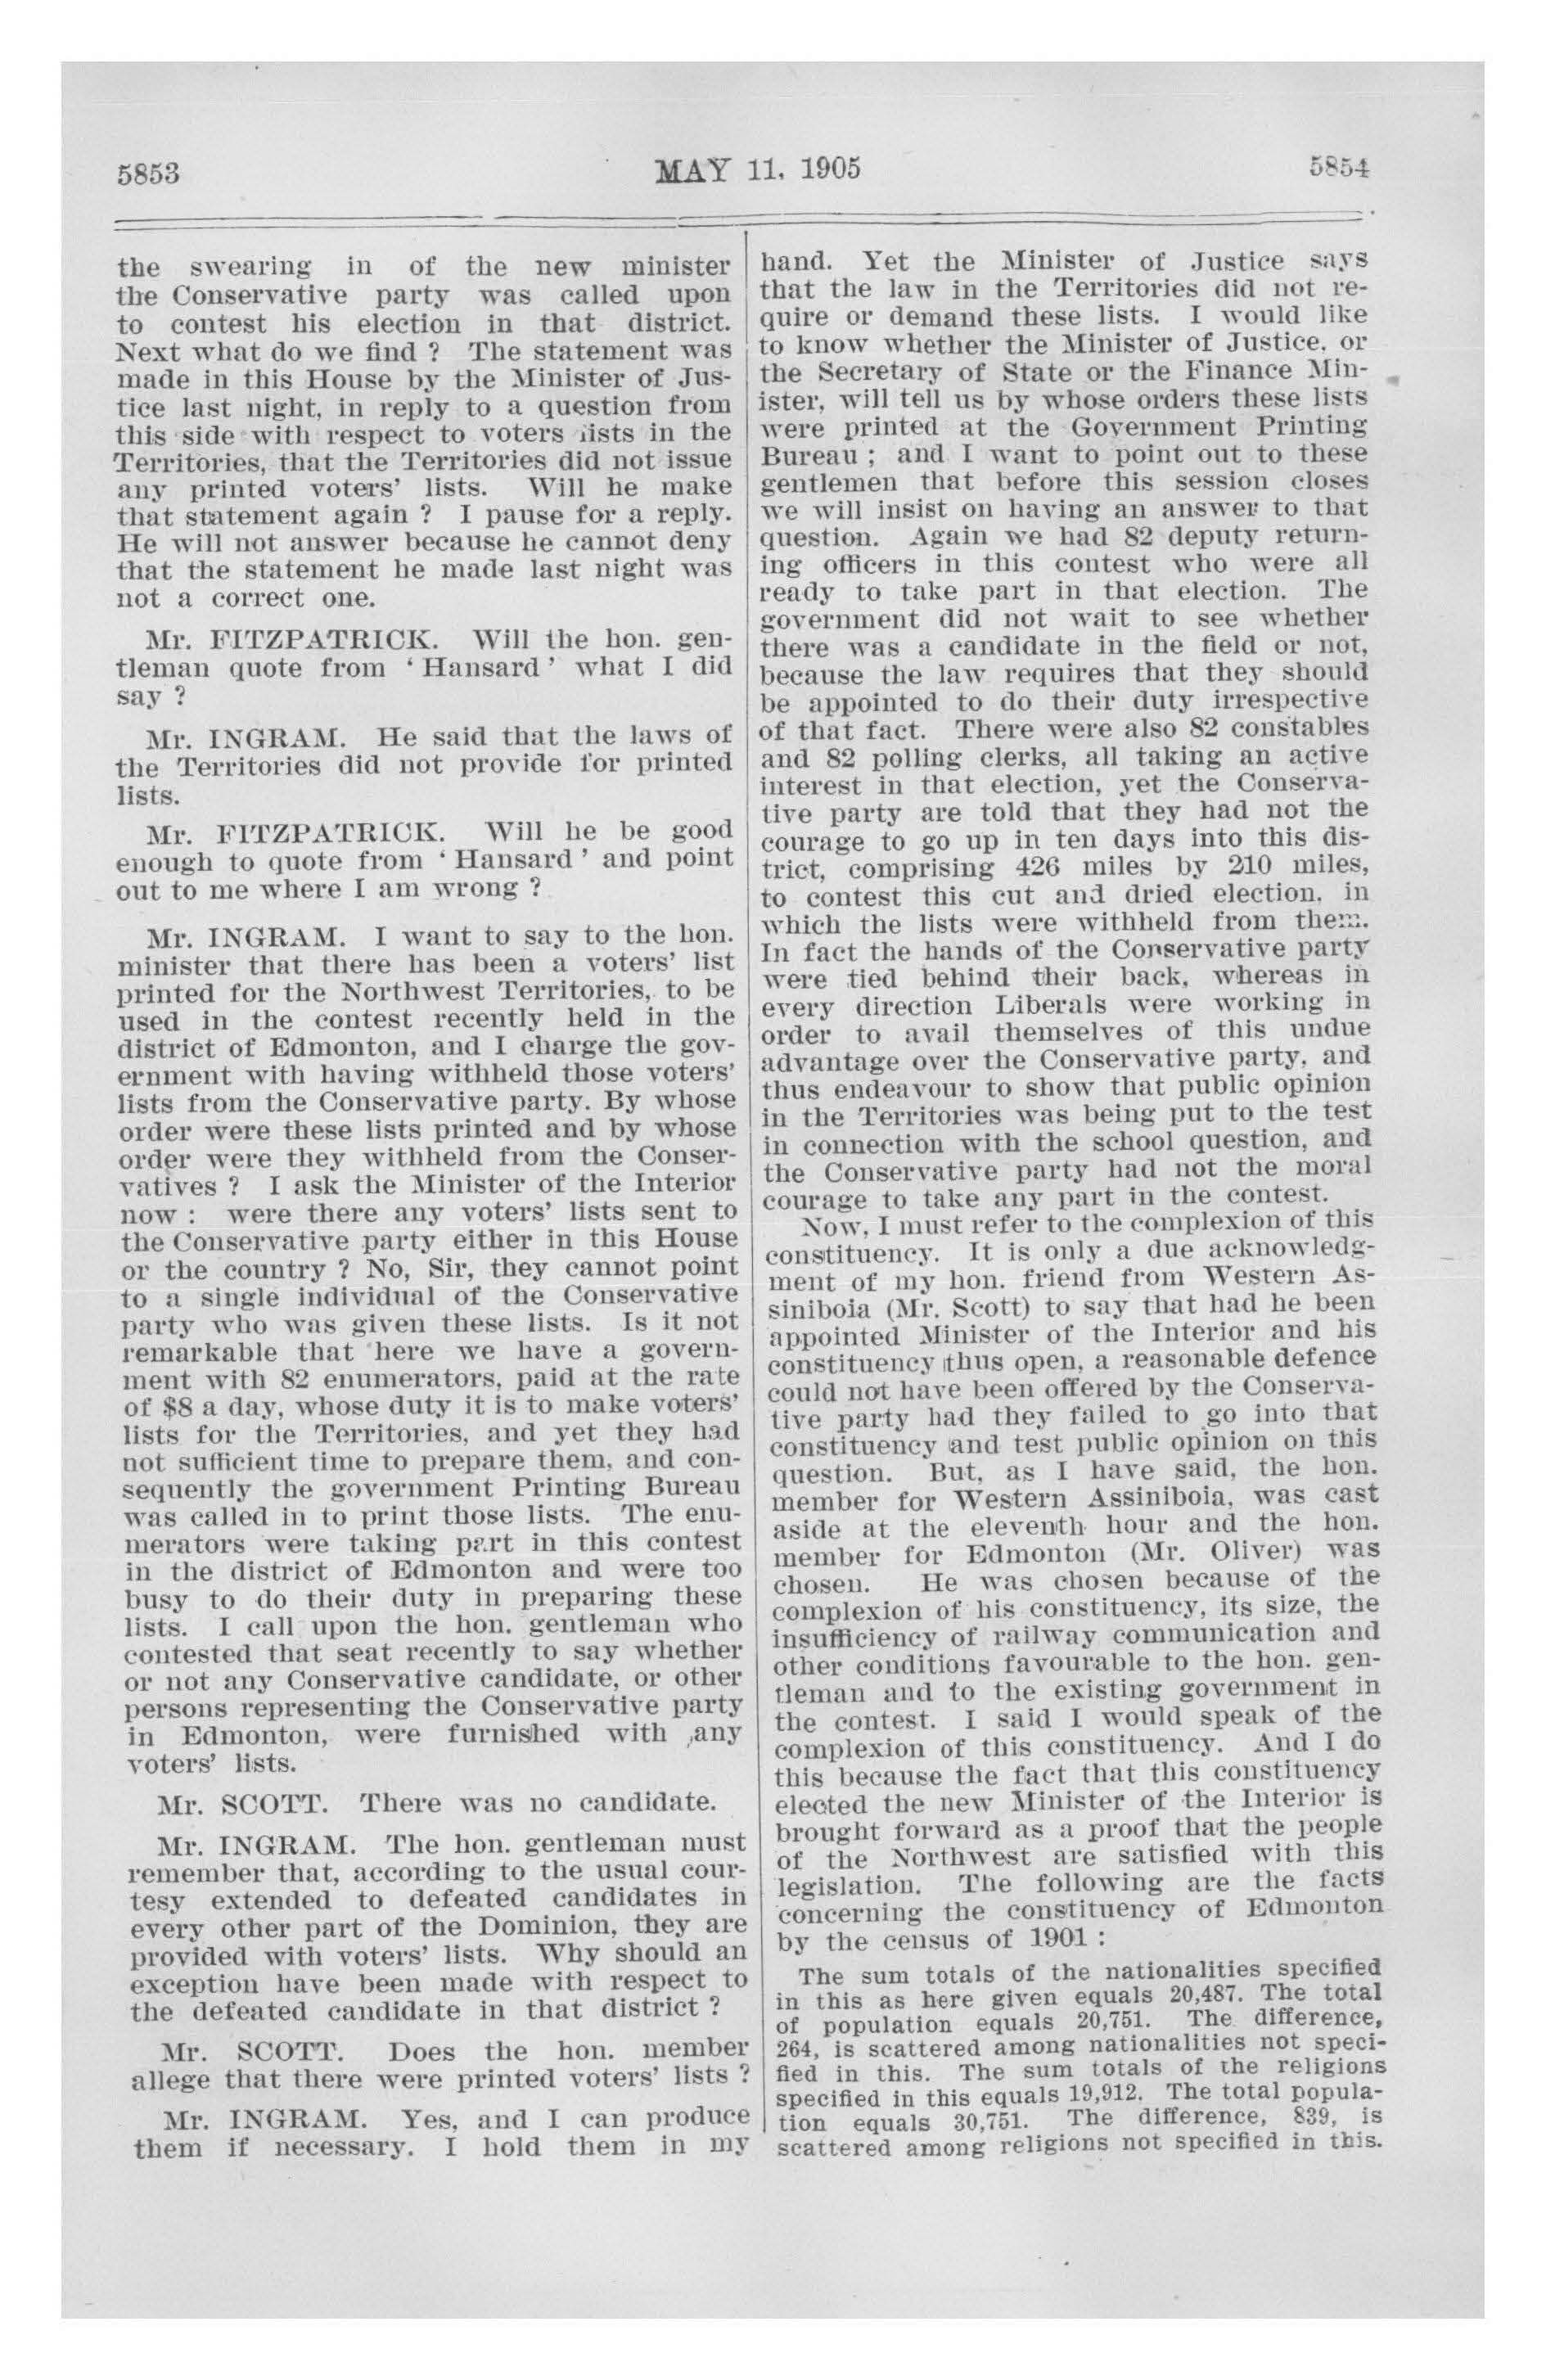 5853
MAY 11, 1905
5854
the swearing in of the new minister
the Conservative party was called upon
to contest his election in that district.
Next what do we find ? The statement was
made in this House by the Minister of Jus-
tice last night, in reply to a question from
this side with respect to voters lists in the
Territories, that the Territories did not issue
any printed voters' lists. Will he make
that statement again ? I pause for a reply.
He will not answer because he cannot deny
that the statement he made last night was
not a correct one.
Mr. FITZPATRICK. Will the hon. gen-
tleman quote from ' Hansard ' what I did
say ?
Mr. INGRAM. He said that the laws of
the Territories did not provide for printed
lists.
Mr. FITZPATRICK. Will he be good
enough to quote from ' Hansard ' and point
out to me where I am wrong ?
Mr. INGRAM. I want to say to the hon.
minister that there has been a voters' list
printed for the Northwest Territories, to be
used in the contest recently held in the
district of Edmonton, and I charge the gov-
ernment with having withheld those voters'
lists from the Conservative party. By whose
order were these lists printed and by whose
order were they withheld from the Conser-
vatives ? I ask the Minister of the Interior
now : were there any voters' lists sent to
the Conservative party either in this House
or the country ? No, Sir, they cannot point
to a single individual of the Conservative
party who was given these lists. Is it not
remarkable that here we have a govern-
ment with 82 enumerators, paid at the rate
of $8 a day, whose duty it is to make voters'
lists for the Territories, and yet they had
not sufficient time to prepare them, and con-
sequently the government Printing Bureau
was called in to print those lists. The enu-
merators were taking part in this contest
in the district of Edmonton and were too
busy to do their duty in preparing these
lists. I call upon the hon. gentleman who
contested that seat recently to say whether
or not any Conservative candidate, or other
persons representing the Conservative party
in Edmonton, were furnished with any
voters' lists.
Mr. SCOTT. There was no candidate.
Mr. INGRAM. The hon. gentleman must
remember that, according to the usual cour-
tesy extended to defeated candidates in
every other part of the Dominion, they are
provided with voters' lists. Why should an
exception have been made with respect to
the defeated candidate in that district ?
Mr. SCOTT. Does the hon. member
allege that there were printed voters' lists ?
Mr. INGRAM. Yes, and I can produce
them if necessary. I hold them in my
hand. Yet the Minister of Justice says
that the law in the Territories did not re-
quire or demand these lists. I would like
to know whether the Minister of Justice, or
the Secretary of State or the Finance Min-
ister, will tell us by whose orders these lists
were printed at the Government Printing
Bureau ; and I want to point out to these
gentlemen that before this session closes
we will insist on having an answer to that
question. Again we had 82 deputy return-
ing officers in this contest who were all
ready to take part in that election. The
government did not wait to see whether
there was a candidate in the field or not,
because the law requires that they should
be appointed to do their duty irrespective
of that fact. There were also 82 constables
and 82 polling clerks, all taking an active
interest in that election, yet the Conserva-
tive party are told that they had not the
courage to go up in ten days into this dis-
trict, comprising 426 miles by 210 miles,
to contest this cut and dried election, in
which the lists were withheld from them.
In fact the hands of the Conservative party
were tied behind their back, whereas in
every direction Liberals were working in
order to avail themselves of this undue
advantage over the Conservative party, and
thus endeavour to show that public opinion
in the Territories was being put to the test
in connection with the school question, and
the Conservative party had not the moral
courage to take any part in the contest.
Now, I must refer to the complexion of this
constituency. It is only a due acknowledg-
ment of my hon. friend from Western As-
siniboia (Mr. Scott) to say that had he been
appointed Minister of the Interior and his
constituency thus open, a reasonable defence
could not have been offered by the Conserva-
tive party had they failed to go into that
constituency and test public opinion on this
question. But, as I have said, the hon.
member for Western Assiniboia, was cast
aside at the eleventh hour and the hon.
member for Edmonton (Mr. Oliver) was
chosen. He was chosen because of the
complexion of his constituency, its size, the
insufficiency of railway communication and
other conditions favourable to the hon. gen-
tleman and to the existing government in
the contest. I said I would speak of the
complexion of this constituency. And I do
this because the fact that this constituency
elected the new Minister of the Interior is
brought forward as a proof that the people
of the Northwest are satisfied with this
legislation. The following are the facts
concerning the constituency of Edmonton
by the census of 1901 :
The sum totals of the nationalities specified
in this as here given equals 20,487. The total
of population equals 20,751. The difference,
264, is scattered among nationalities not speci-
fied in this. The sum totals of the religions
specified in this equals 19,912. The total popula-
tion equals 30,751. The difference, 839, is
scattered among religions not specified in this.